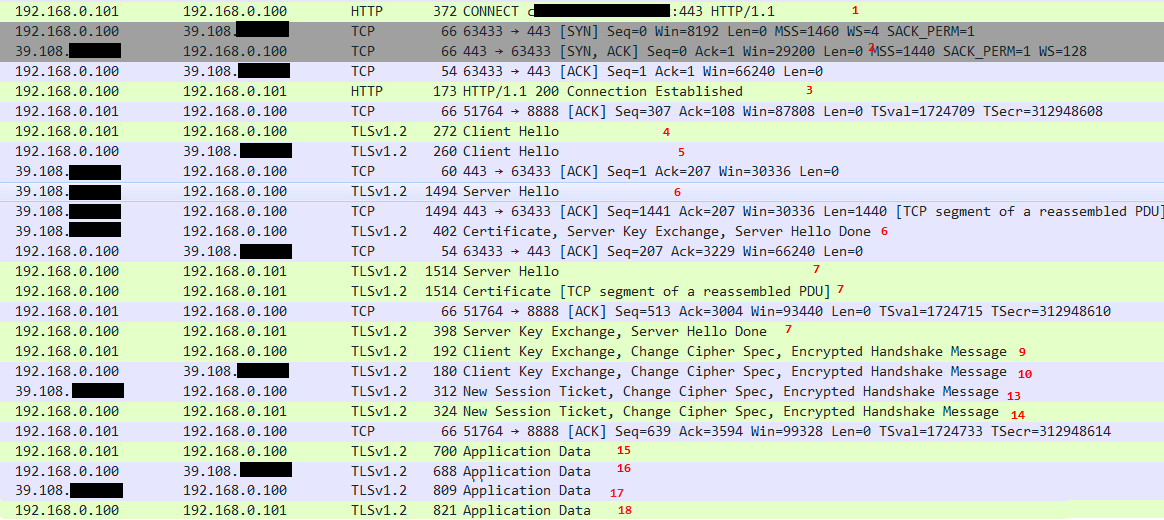 192.168.0.101 192.168.0.100 HTTP 372 CONNECT c :443 HTTP/1.1 1
192.168.0.100 39.108. TCP 66 63433 → 443 [SYN] Seq=0 Win=8192 Len=0 MSS=1460 WS=4 SACK_PERM=1
39.108. 192.168.0.100 TCP 66 443 → 63433 [SYN, ACK] Seq=0 Ack=1 Win=29200 Len=0 2 MSS=1440 SACK_PERM=1 WS=128
192.168.0.100 39.108. TCP 54 63433 → 443 [ACK] Seq=1 Ack=1 Win=66240 Len=0
192.168.0.100 192.168.0.101 HTTP 173 HTTP/1.1 200 Connection Established 3
192.168.0.101 192.168.0.100 TCP 66 51764 → 8888 [ACK] Seq=307 Ack=108 Win=87808 Len=0 TSval=1724709 TSecr=312948608
192.168.0.101 192.168.0.100 TLSv1.2 272 Client Hello 4
192.168.0.100 39.108. TLSv1.2 260 Client Hello 5
39.108. 192.168.0.100 TCP 60 443 → 63433 [ACK] Seq=1 Ack=207 Win=30336 Len=0
39.108. 192.168.0.100 TLSv1.2 1494 Server Hello 6
39.108. 192.168.0.100 TCP 1494 443 → 63433 [ACK] Seq=1441 Ack=207 Win=30336 Len=1440 [TCP segment of a reassembled PDU]
39.108. 192.168.0.100 TLSv1.2 402 Certificate, Server Key Exchange, Server Hello Done 6
192.168.0.100 39.108. TCP 54 63433 → 443 [ACK] Seq=207 Ack=3229 Win=66240 Len=0
192.168.0.100 192.168.0.101 TLSv1.2 1514 Server Hello 7
192.168.0.100 192.168.0.101 TLSv1.2 1514 Certificate [TCP segment of a reassembled PDU] 7
192.168.0.101 192.168.0.100 TCP 66 51764 → 8888 [ACK] Seq=513 Ack=3004 Win=93440 Len=0 TSval=1724715 TSecr=312948610
192.168.0.100 192.168.0.101 TLSv1.2 398 Server Key Exchange, Server Hello Done 7
192.168.0.101 192.168.0.100 TLSv1.2 192 Client Key Exchange, Change Cipher Spec, Encrypted Handshake Message 9
192.168.0.100 39.108. TLSv1.2 180 Client Key Exchange, Change Cipher Spec, Encrypted Handshake Message 10
39.108. 192.168.0.100 TLSv1.2 312 New Session Ticket, Change Cipher Spec, Encrypted Handshake Message 13
192.168.0.100 192.168.0.101 TLSv1.2 324 New Session Ticket, Change Cipher Spec, Encrypted Handshake Message 14
192.168.0.101 192.168.0.100 TCP 66 51764 → 8888 [ACK] Seq=639 Ack=3594 Win=99328 Len=0 TSval=1724733 TSecr=312948614
192.168.0.101 192.168.0.100 TLSv1.2 700 Application Data 15
192.168.0.100 39.108. TLSv1.2 688 Application Data 16
39.108. 192.168.0.100 TLSv1.2 809 Application Data 17
192.168.0.100 192.168.0.101 TLSv1.2 821 Application Data 18